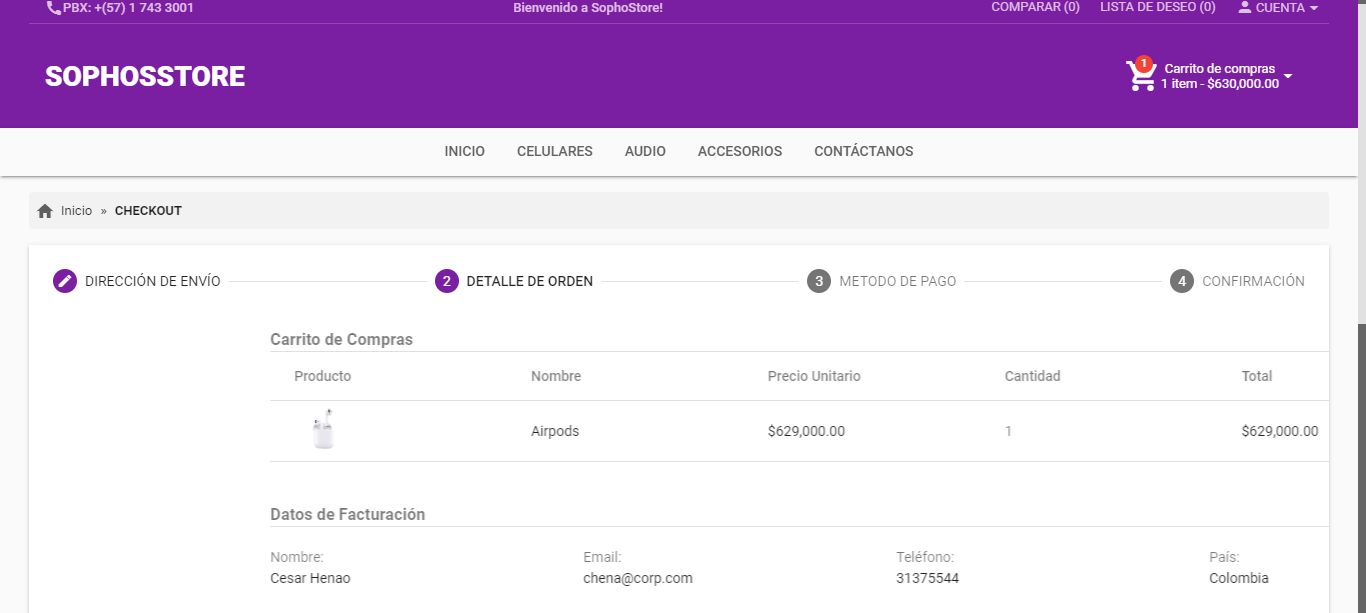 PBX: +(57) 1 743 3001
Bienvenido a SophoStore!
COMPARAR (0)
LISTA DE DESEO (0)
CUENTA
SOPHOSSTORE
1
Carrito de compras
1 item - $630,000.00
INICIO
CELULARES
AUDIO
ACCESORIOS
CONTÁCTANOS
Inicio » CHECKOUT
DIRECCIÓN DE ENVÍO
2 DETALLE DE ORDEN
3 METODO DE PAGO
4 CONFIRMACIÓN
Carrito de Compras
Producto Nombre Precio Unitario Cantidad Total
Airpods $629,000.00 1 $629,000.00
Datos de Facturación
Nombre: Email: Teléfono: País:
Cesar Henao chena@corp.com 31375544 Colombia